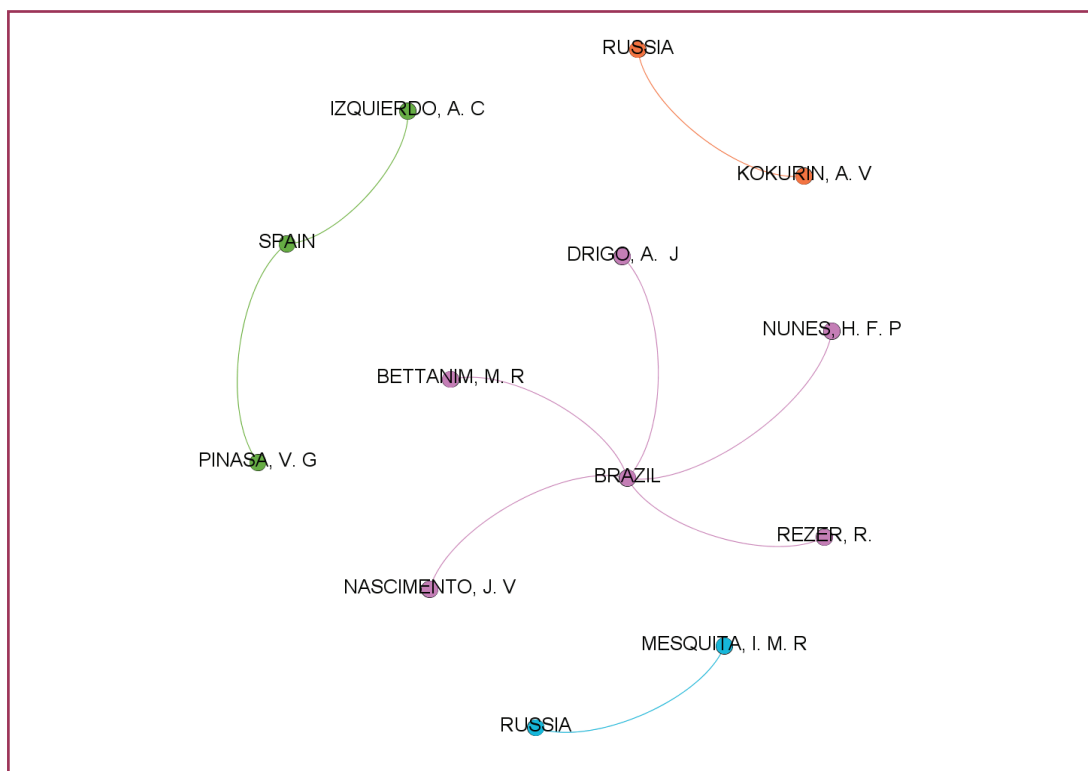 RUSSIA
IZQUIERDO, A. C
KOKURIN, A. V
SPAIN
DRIGO, A.  J
NUNES, H. F. P
BETTANIM, M. R
PINASA, V. G
BRAZIL
REZER, R.
NASCIMENTO, J. V
MESQUITA, I. M. R
RUSSIA